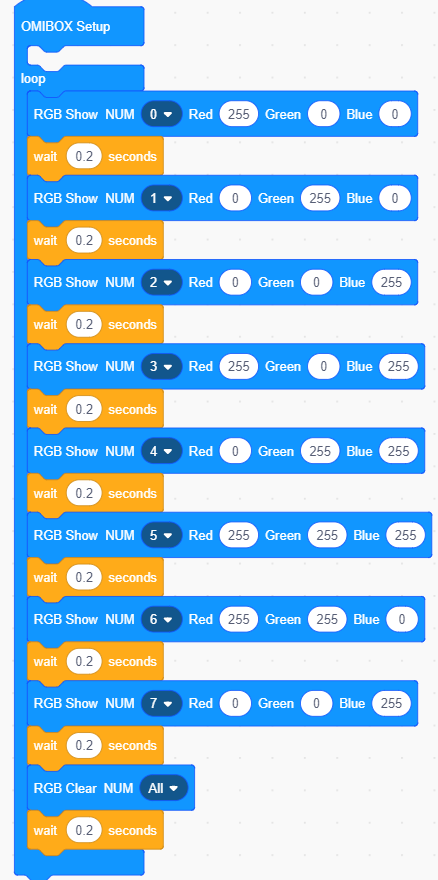 OMIBOX Setup
loop
RGB Show NUM 0 Red 255 Green 0 Blue 0
wait 0.2 seconds
RGB Show NUM 1 Red 0 Green 255 Blue 0
wait 0.2 seconds
RGB Show NUM 2 Red 0 Green 0 Blue 255
wait 0.2 seconds
RGB Show NUM 3 Red 255 Green 0 Blue 255
wait 0.2 seconds
RGB Show NUM 4 Red 0 Green 255 Blue 255
wait 0.2 seconds
RGB Show NUM 5 Red 255 Green 255 Blue 255
wait 0.2 seconds
RGB Show NUM 6 Red 255 Green 255 Blue 0
wait 0.2 seconds
RGB Show NUM 7 Red 0 Green 0 Blue 255
wait 0.2 seconds
RGB Clear NUM All
wait 0.2 seconds